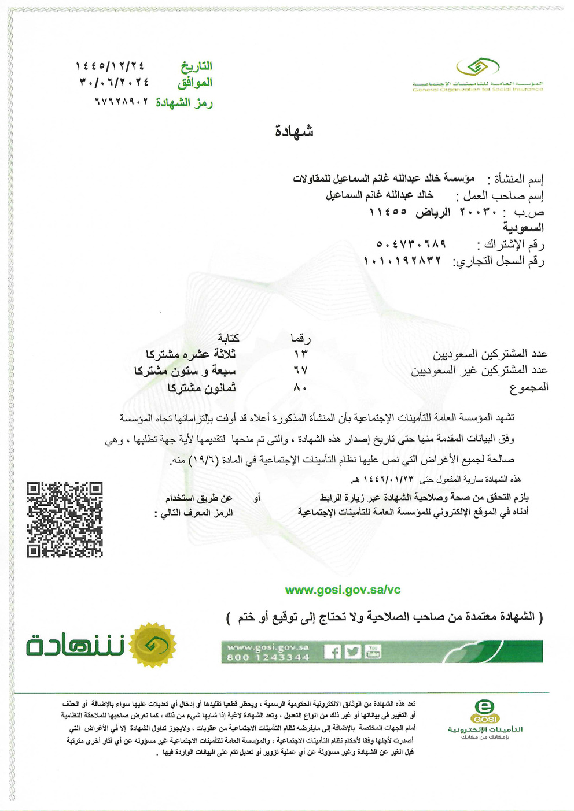 التاريخ ١٤٤٥/١٢/٢٤
الموافق ٣٠/٠٦/٢٠٢٤
رمز الشهادة ٦٧٦٢٨٩٠٢
المؤسسة العامة للتأمينات الاجتماعية
General Organization for Social Insurance
شهادة
إسم المنشأة : مؤسسة خالد عبدالله غانم السماعيل للمقاولات
إسم صاحب العمل : خالد عبدالله غانم السماعيل
ص.ب : ٢٠٠٣٠ الرياض ١١٤٥٥
السعودية
رقم الإشتراك : ٥٠٤٧٣٠٦٨٩
رقم السجل التجاري: ١٠١٠١٩٢٨٣٢
رقما كتابة
عدد المشتركين السعوديين ١٣ ثلاثة عشره مشتركا
عدد المشتركين غير السعوديين ٦٧ سبعة و ستون مشتركا
المجموع ٨٠ ثمانون مشتركا
تشهد المؤسسة العامة للتأمينات الإجتماعية بأن المنشأة المذكورة أعلاه قد أوفت بإلتزاماتها تجاه المؤسسة
وفق البيانات المقدمة منها حتى تاريخ إصدار هذه الشهادة ، والتى تم منحها لتقديمها لأية جهة تطلبها ، وهي
صالحة لجميع الأغراض التي نص عليها نظام التأمينات الإجتماعية في المادة (١٩/٦) منه.
هذه الشهادة سارية المفعول حتى ١٤٤٦/٠١/٢٣ هـ
يلزم التحقق من صحة وصلاحية الشهادة عبر زيارة الرابط أو عن طريق استخدام
أدناه في الموقع الإلكتروني للمؤسسة العامة للتأمينات الإجتماعية الرمز المعرف التالي :
www.gosi.gov.sa/vc
( الشهادة معتمدة من صاحب الصلاحية ولا تحتاج إلى توقيع أو ختم )
شهادة
www.gosi.gov.sa
800 1243344
GOSI
التأمينات الإلكترونية
تعد هذه الشهادة من الوثائق الالكترونية الحكومية الرسمية ، ويحظر قطعيا تقليدها أو إدخال أي تعديلات عليها سواء بالإضافة أو الحذف
أو التغيير في بياناتها أو غير ذلك من انواع التعديل ، وتعد الشهادة لاغية إذا شابها شيء من ذلك ، كما تعرض صاحبها للملاحقة النظامية
أمام الجهات المختصة بالإضافة إلى مايفرضه نظام التأمينات الاجتماعية من عقوبات ، ولايجوز تداول الشهادة إلا في الأغراض التي
أصدرت لأجلها وفقا لأحكام نظام التأمينات الاجتماعية ، والمؤسسة العامة للتأمينات الاجتماعية غير مسؤوله عن أي آثار أخرى مترتبة
قبل الغير عن الشهادة وغير مسؤولة عن أي عملية تزوير أو تعديل تتم على البيانات الواردة فيها .